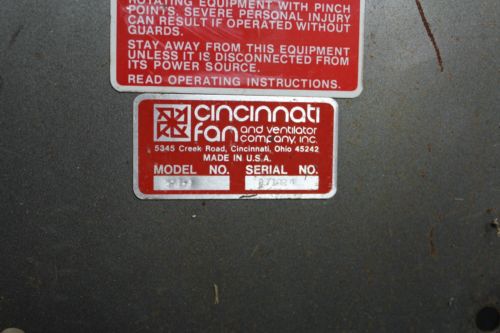 ROTATING EQUIPMENT WITH PINCH
POINTS. SEVERE PERSONAL INJURY
CAN RESULT IF OPERATED WITHOUT
GUARDS.
STAY AWAY FROM THIS EQUIPMENT
UNLESS IT IS DISCONNECTED FROM
ITS POWER SOURCE.
READ OPERATING INSTRUCTIONS.
cincinnati
fan and ventilator
company, inc.
5345 Creek Road, Cincinnati, Ohio 45242
MADE IN U.S.A.
MODEL NO. SERIAL NO.